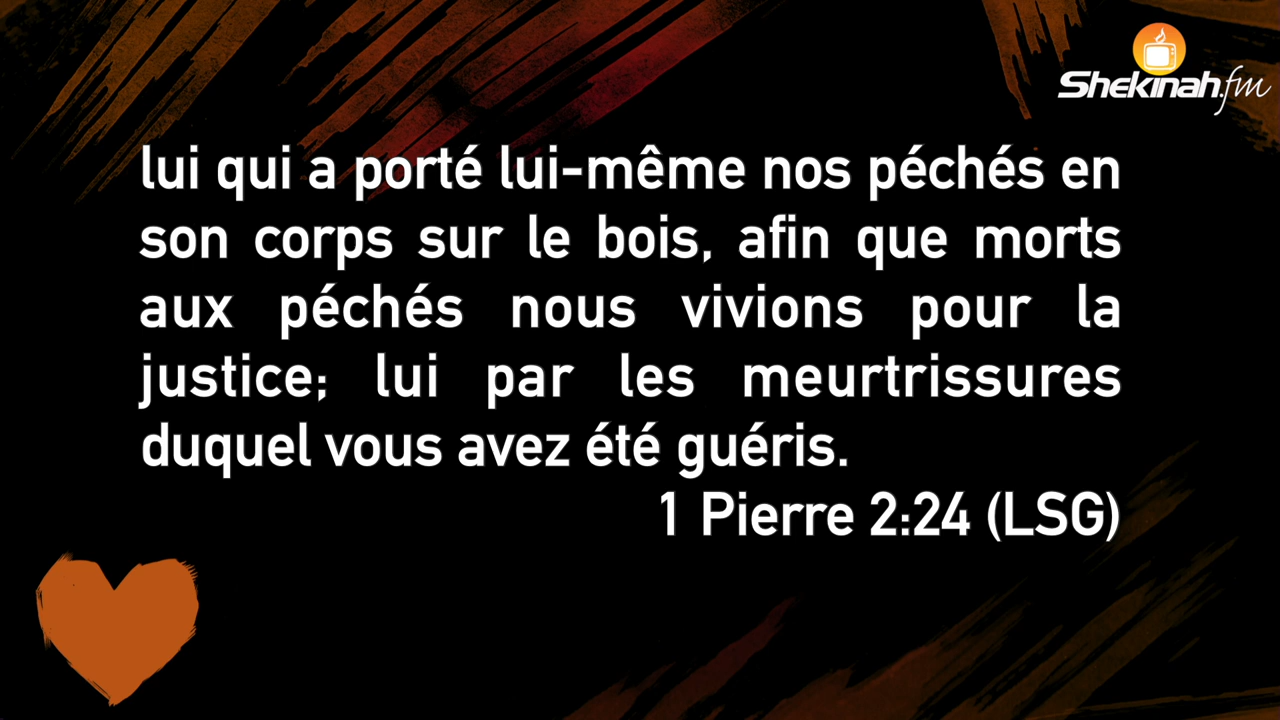 Shekinah.fm
lui qui a porté lui-même nos péchés en
son corps sur le bois, afin que morts
aux péchés nous vivions pour la
justice; lui par les meurtrissures
duquel vous avez été guéris.
1 Pierre 2:24 (LSG)